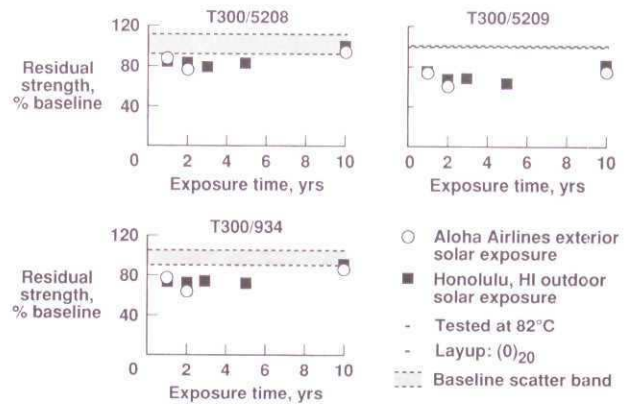 T300/5208
120
80
40
0 2 4 6 8 10
Residual
strength,
% baseline
Exposure time, yrs
T300/5209
0 2 4 6 8 10
Exposure time, yrs
T300/934
120
80
40
0 2 4 6 8 10
Residual
strength,
% baseline
Exposure time, yrs
Aloha Airlines exterior
solar exposure
Honolulu, HI outdoor
solar exposure
- Tested at 82°C
- Layup: (0)20
Baseline scatter band